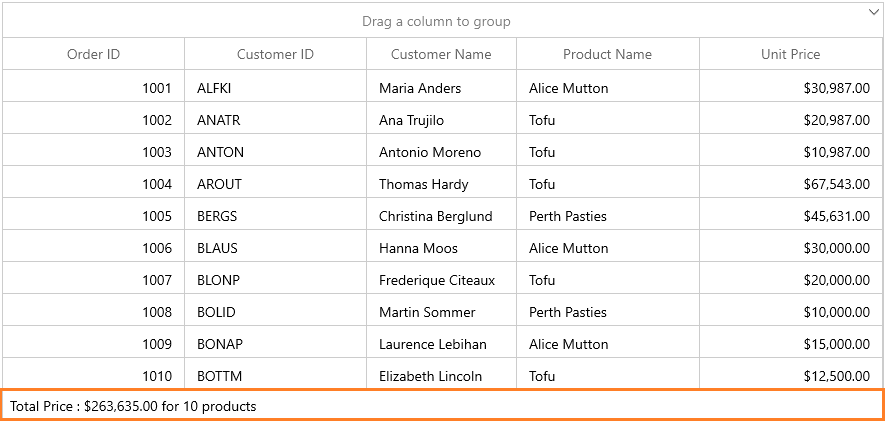 Drag a column to group
Order ID Customer ID Customer Name Product Name Unit Price
1001 ALFKI Maria Anders Alice Mutton $30,987.00
1002 ANATR Ana Trujilo Tofu $20,987.00
1003 ANTON Antonio Moreno Tofu $10,987.00
1004 AROUT Thomas Hardy Tofu $67,543.00
1005 BERGS Christina Berglund Perth Pasties $45,631.00
1006 BLAUS Hanna Moos Alice Mutton $30,000.00
1007 BLONP Frederique Citeaux Tofu $20,000.00
1008 BOLID Martin Sommer Perth Pasties $10,000.00
1009 BONAP Laurence Lebihan Alice Mutton $15,000.00
1010 BOTTM Elizabeth Lincoln Tofu $12,500.00
Total Price : $263,635.00 for 10 products